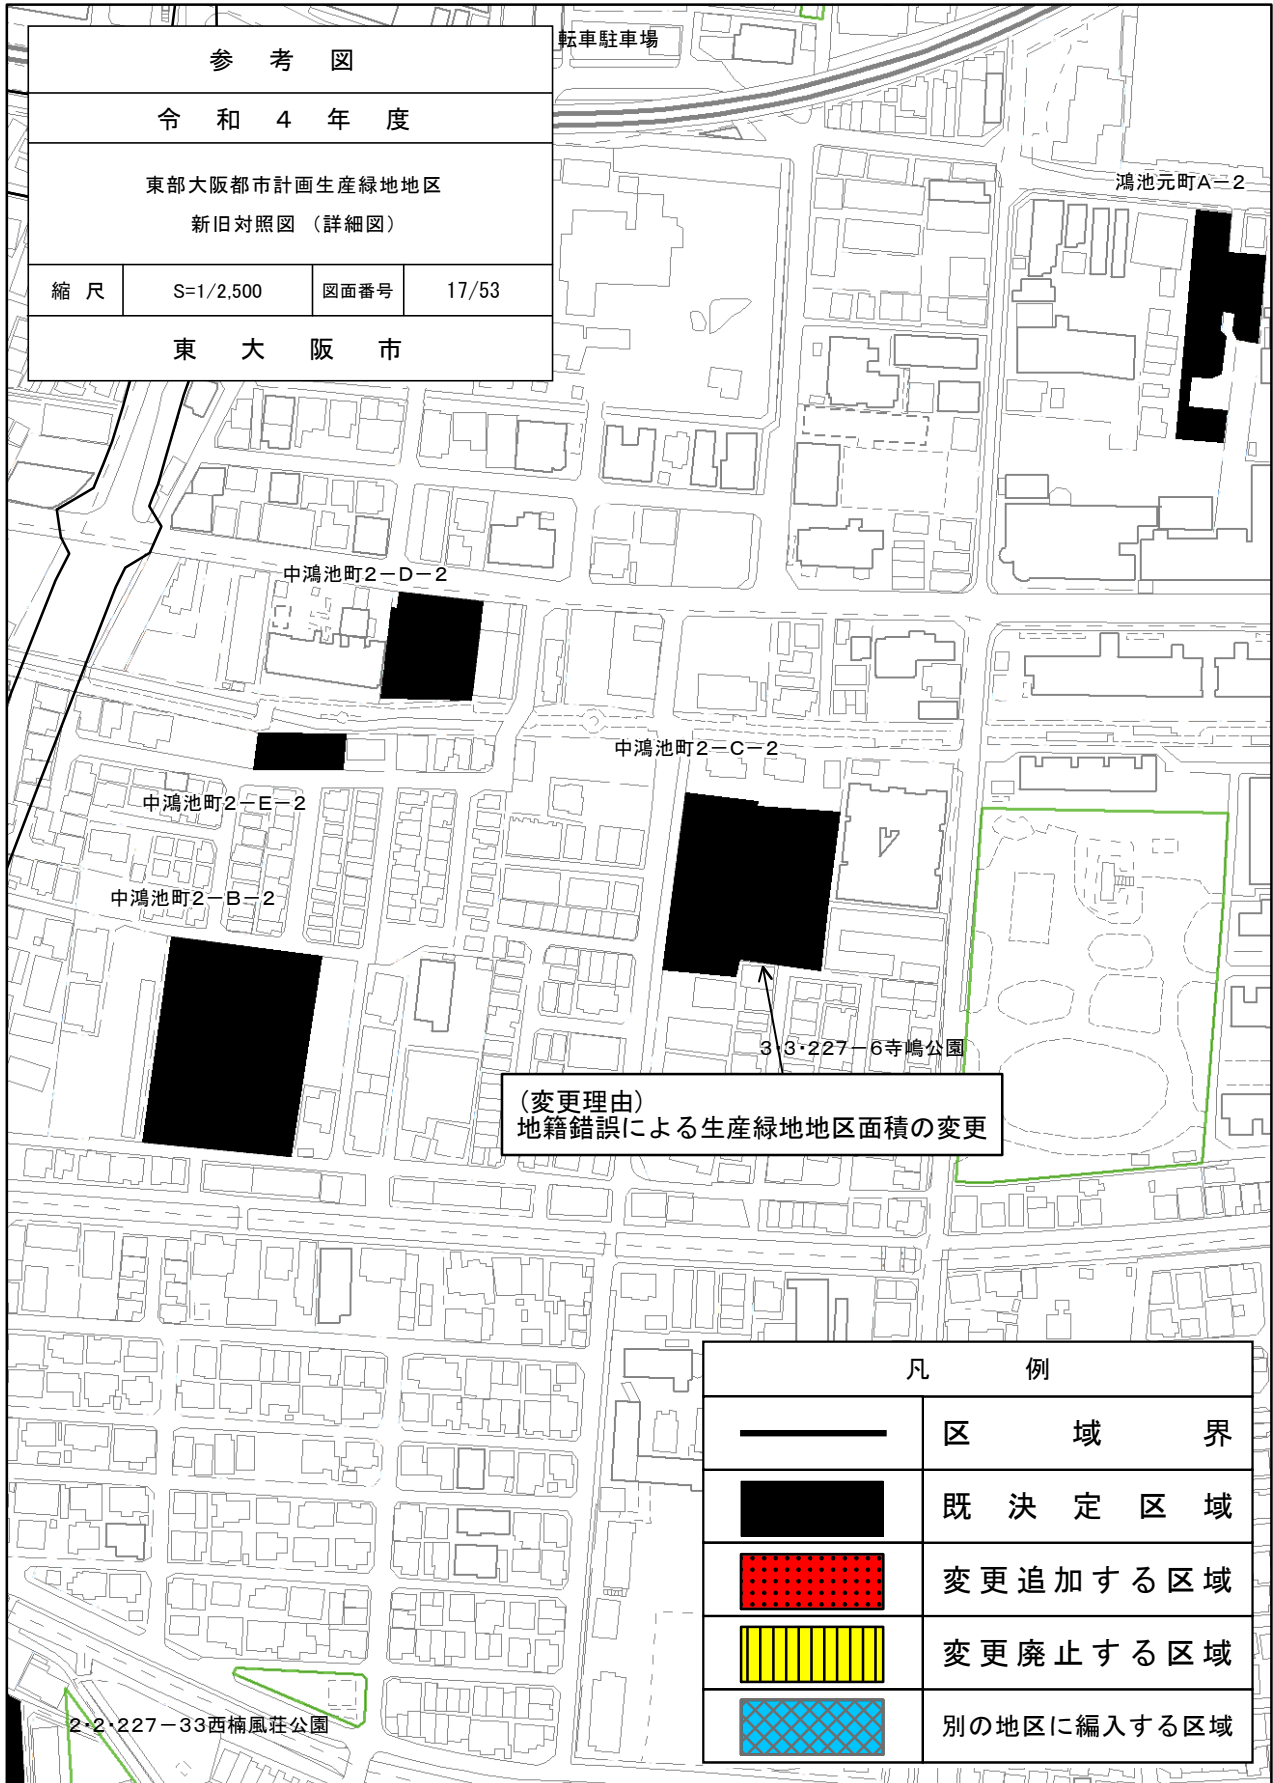 参考図
転車駐車場
令和4年度
東部大阪都市計画生産緑地地区
新旧対照図 (詳細図)
縮尺 S=1/2,500 図面番号 17/53
東大阪市
鴻池元町A-2
中鴻池町2-D-2
中鴻池町2-C-2
中鴻池町2-E-2
中鴻池町2-B-2
3・3・227-6寺嶋公園
(変更理由)
地籍錯誤による生産緑地地区面積の変更
凡例
区域界
既決定区域
変更追加する区域
変更廃止する区域
別の地区に編入する区域
2・2・227-33西楠風荘公園